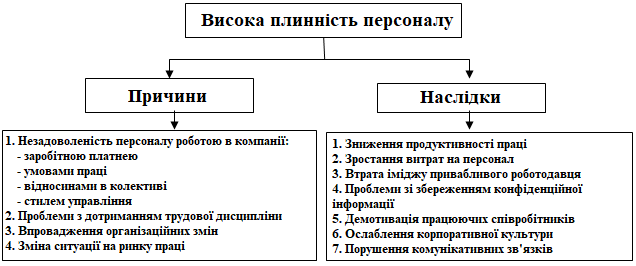 Висока плинність персоналу
Причини
Наслідки
1. Незадоволеність персоналу роботою в компанії:
- заробітною платнею
- умовами праці
- відносинами в колективі
- стилем управління
2. Проблеми з дотриманням трудової дисципліни
3. Впровадження організаційних змін
4. Зміна ситуації на ринку праці
1. Зниження продуктивності праці
2. Зростання витрат на персонал
3. Втрата іміджу привабливого роботодавця
4. Проблеми зі збереженням конфіденційної
інформації
5. Демотивація працюючих співробітників
6. Ослаблення корпоративної культури
7. Порушення комунікативних зв'язків